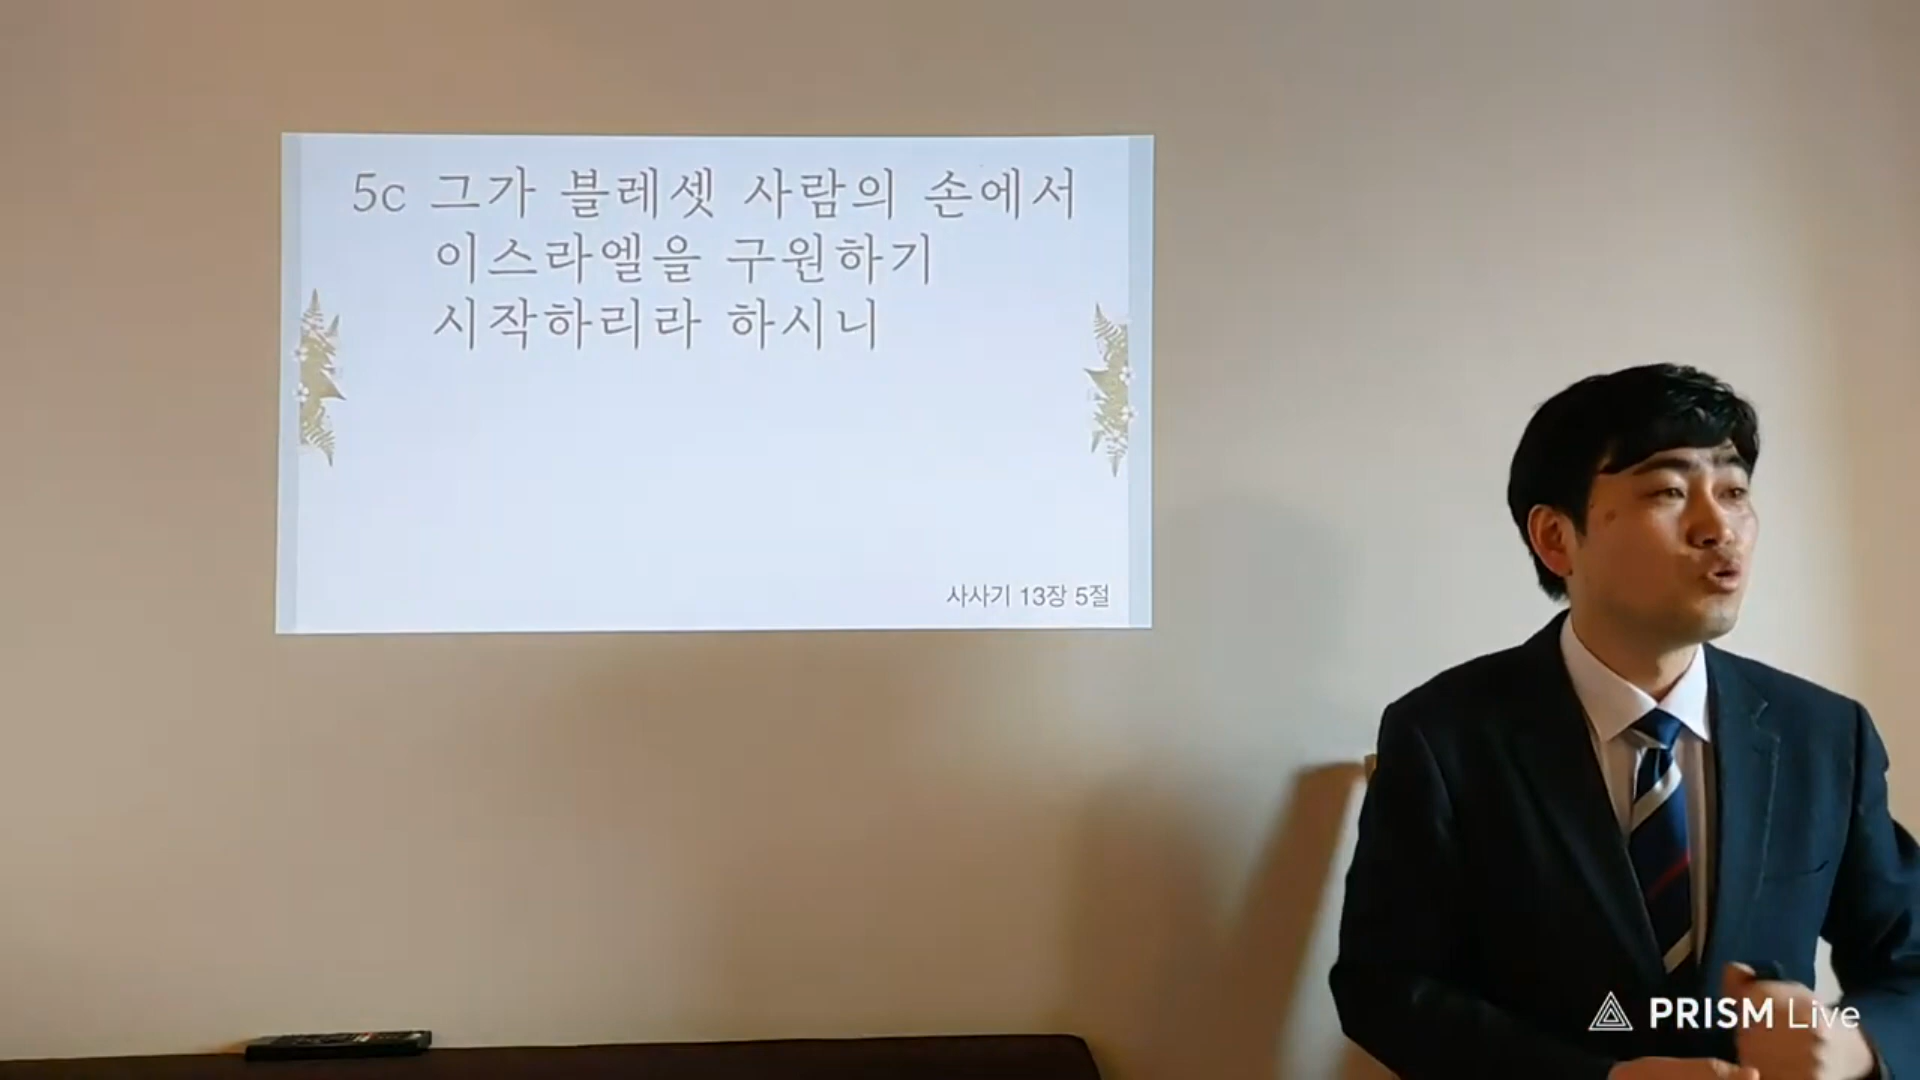 5c 그가 블레셋 사람의 손에서
이스라엘을 구원하기
시작하리라 하시니
사사기 13장 5절
PRISM Live